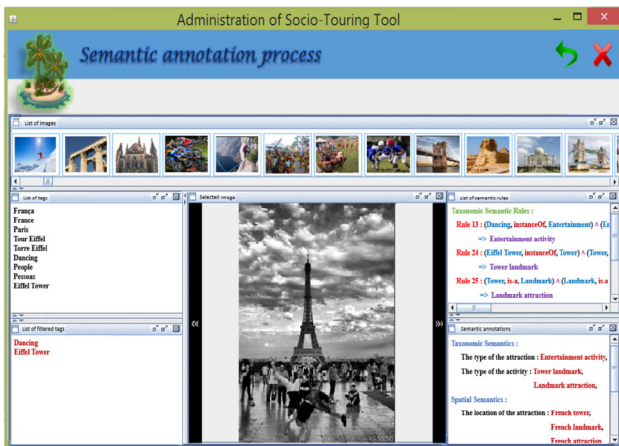 Administration of Socio-Touring Tool
Semantic annotation process
List of images
List of tags
França
France
Paris
Tour Eiffel
Torre Eiffel
Dancing
People
Pessoas
Eiffel Tower
List of filtered tags
Dancing
Eiffel Tower
Selected image
List of semantic rules
Taxonomic Semantic Rules :
Rule 13 : (Dancing, instanceOf, Entertainment) ^ (En
=> Entertainment activity
Rule 24 : (Eiffel Tower, instanceOf, Tower) ^ (Tower,
=> Tower landmark
Rule 25 : (Tower, is-a, Landmark) ^ (Landmark, is-a
=> Landmark attraction
Semantic annotations
Taxonomic Semantics :
The type of the attraction : Entertainment activity,
The type of the activity : Tower landmark,
Landmark attraction,
Spatial Semantics :
The location of the attraction : French tower,
French landmark,
French attraction